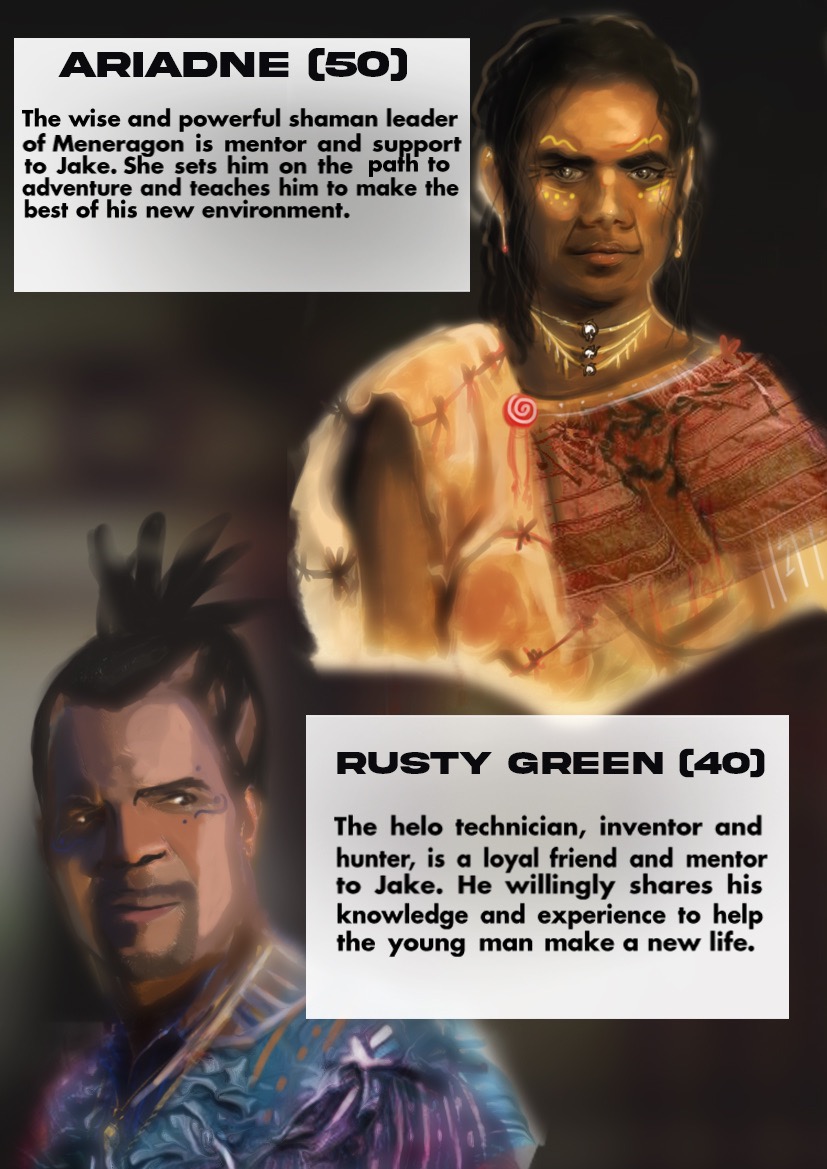 ARIADNE (50)
The wise and powerful shaman leader
of Meneragon is mentor and support
to Jake. She sets him on the path to
adventure and teaches him to make the
best of his new environment.
RUSTY GREEN (40)
The helo technician, inventor and
hunter, is a loyal friend and mentor
to Jake. He willingly shares his
knowledge and experience to help
the young man make a new life.